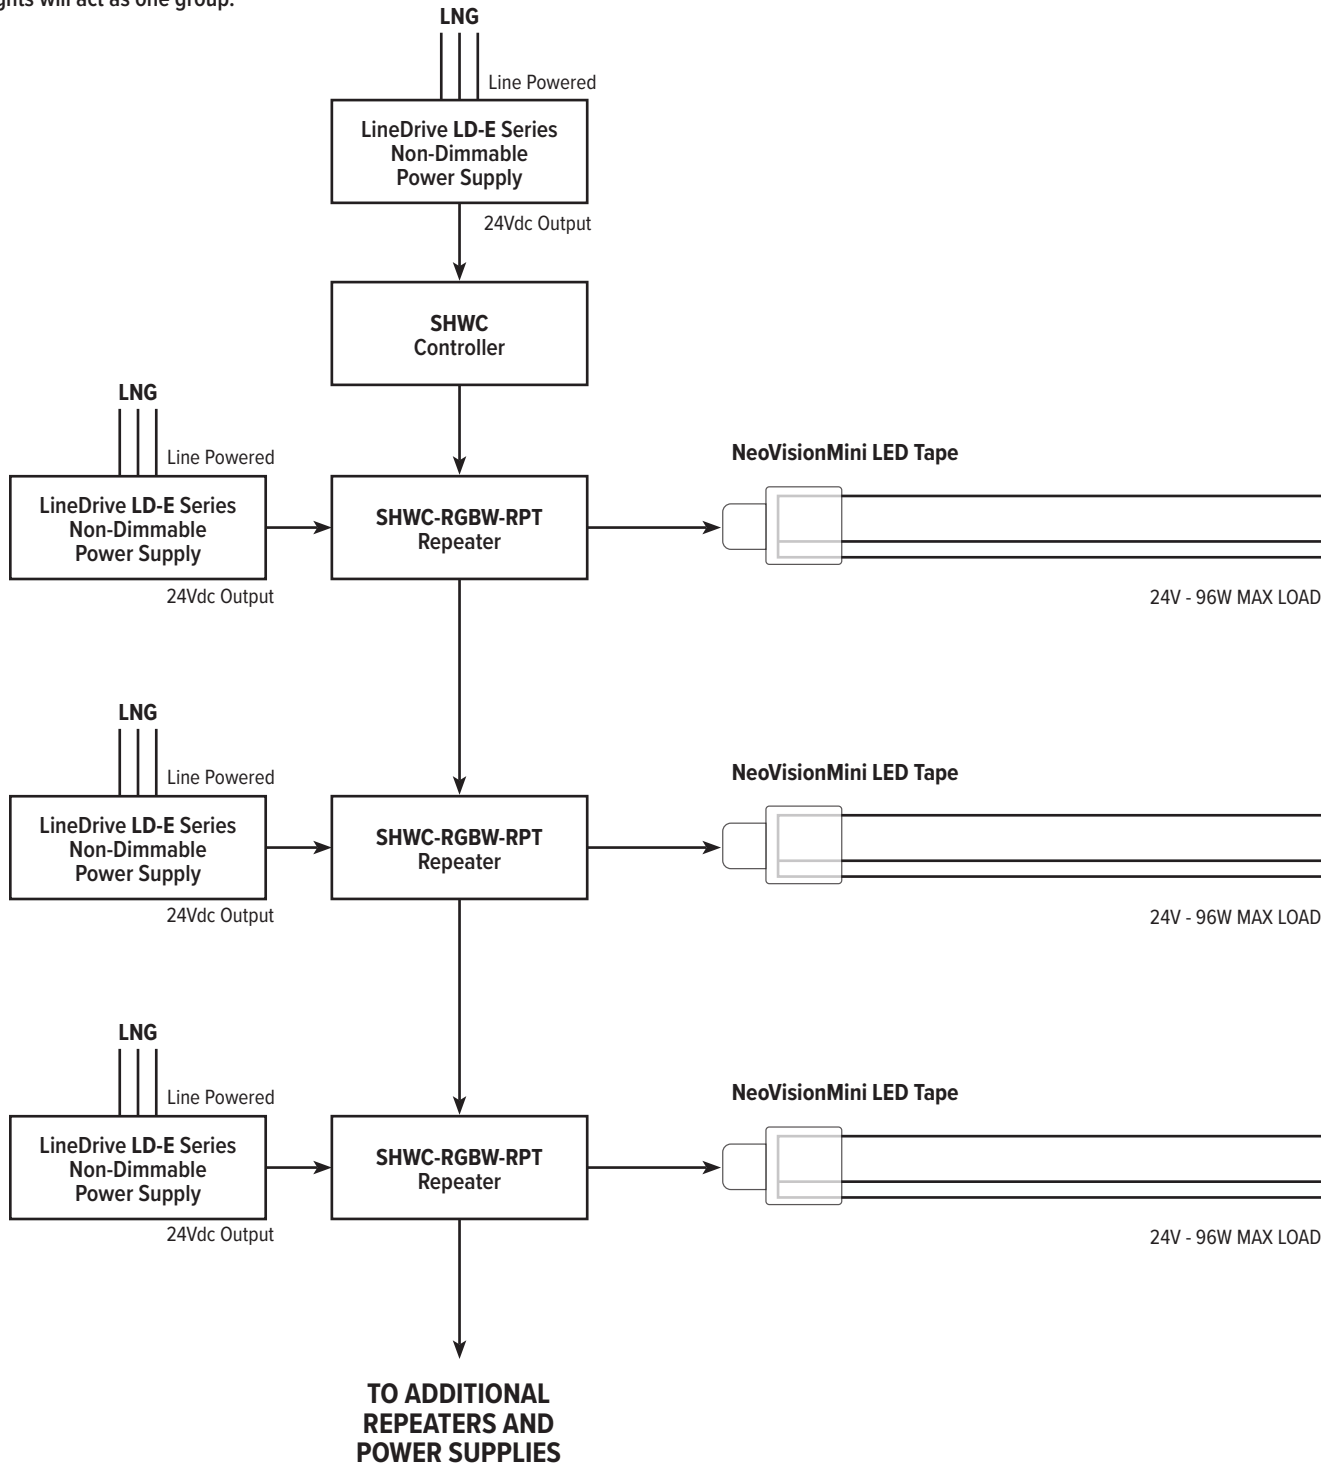 will act as one group.
LNG
Line Powered
LineDrive LD-E Series
Non-Dimmable
Power Supply
24Vdc Output
SHWC
Controller
LNG
Line Powered
LineDrive LD-E Series
Non-Dimmable
Power Supply
24Vdc Output
SHWC-RGBW-RPT
Repeater
NeoVisionMini LED Tape
24V - 96W MAX LOAD
LNG
Line Powered
LineDrive LD-E Series
Non-Dimmable
Power Supply
24Vdc Output
SHWC-RGBW-RPT
Repeater
NeoVisionMini LED Tape
24V - 96W MAX LOAD
LNG
Line Powered
LineDrive LD-E Series
Non-Dimmable
Power Supply
24Vdc Output
SHWC-RGBW-RPT
Repeater
NeoVisionMini LED Tape
24V - 96W MAX LOAD
TO ADDITIONAL
REPEATERS AND
POWER SUPPLIES